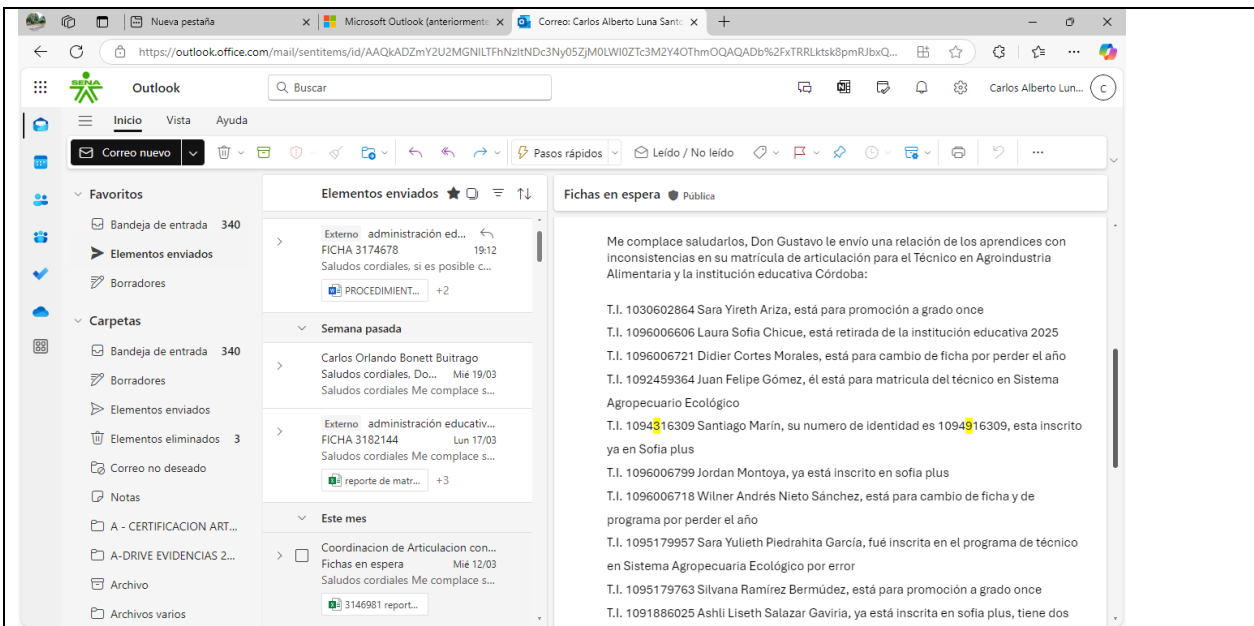 Nueva pestaña
Microsoft Outlook (anteriormente
Correo: Carlos Alberto Luna Santo
https://outlook.office.com/mail/sentitems/id/AAQkADZmY2U2MGNlLTFhNzItNDc3Ny05ZjM0LWI0ZTc3M2Y4OThmOQAQADb%2FxTRRLktsk8pmRJbxQ...
SENA
Outlook
Buscar
Carlos Alberto Lun...
C
Inicio Vista Ayuda
Correo nuevo
Pasos rápidos
Leído / No leído
Favoritos
Bandeja de entrada 340
Elementos enviados
Borradores
Carpetas
Bandeja de entrada 340
Borradores
Elementos enviados
Elementos eliminados 3
Correo no deseado
Notas
A - CERTIFICACION ART...
A-DRIVE EVIDENCIAS 2...
Archivo
Archivos varios
Elementos enviados
Externo administración ed...
FICHA 3174678 19:12
Saludos cordiales, si es posible c...
PROCEDIMIENT... +2
Semana pasada
Carlos Orlando Bonett Buitrago
Saludos cordiales, Do... Mié 19/03
Saludos cordiales Me complace s...
Externo administración educativ...
FICHA 3182144 Lun 17/03
Saludos cordiales Me complace s...
reporte de matr... +3
Este mes
Coordinacion de Articulacion con...
Fichas en espera Mié 12/03
Saludos cordiales Me complace s...
3146981 report...
Fichas en espera Pública
Me complace saludarlos, Don Gustavo le envío una relación de los aprendices con
inconsistencias en su matrícula de articulación para el Técnico en Agroindustria
Alimentaria y la institución educativa Córdoba:
T.I. 1030602864 Sara Yireth Ariza, está para promoción a grado once
T.I. 1096006606 Laura Sofia Chicue, está retirada de la institución educativa 2025
T.I. 1096006721 Didier Cortes Morales, está para cambio de ficha por perder el año
T.I. 1092459364 Juan Felipe Gómez, él está para matricula del técnico en Sistema
Agropecuario Ecológico
T.I. 1094316309 Santiago Marín, su numero de identidad es 1094916309, esta inscrito
ya en Sofia plus
T.I. 1096006799 Jordan Montoya, ya está inscrito en sofia plus
T.I. 1096006718 Wilner Andrés Nieto Sánchez, está para cambio de ficha y de
programa por perder el año
T.I. 1095179957 Sara Yulieth Piedrahita García, fué inscrita en el programa de técnico
en Sistema Agropecuaria Ecológico por error
T.I. 1095179763 Silvana Ramírez Bermúdez, está para promoción a grado once
T.I. 1091886025 Ashli Liseth Salazar Gaviria, ya está inscrita en sofia plus, tiene dos